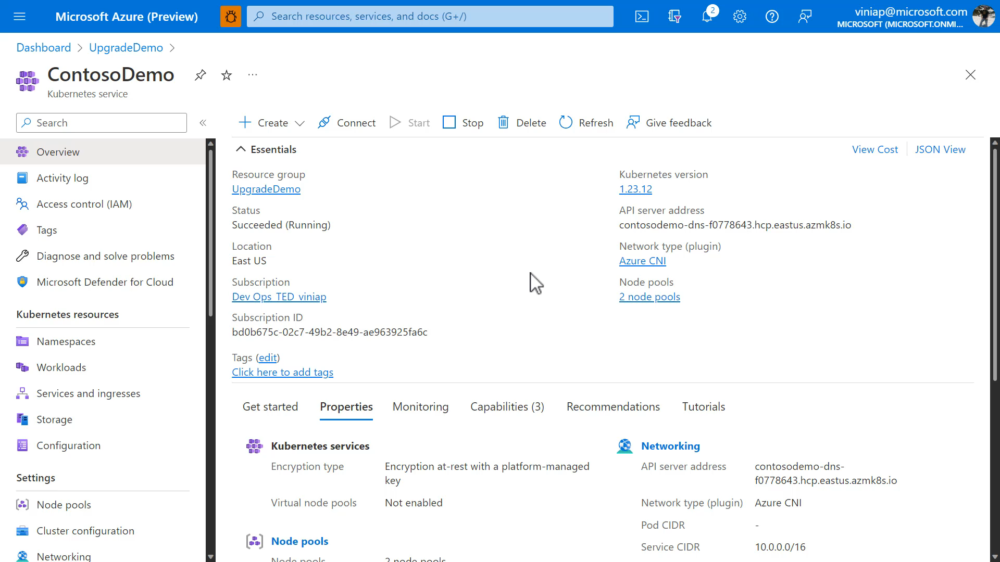 Microsoft Azure (Preview)
Search resources, services, and docs (G+/)
2
viniap@microsoft.com
MICROSOFT (MICROSOFT.ONMI...
Dashboard > UpgradeDemo >
ContosoDemo
Kubernetes service
Search
Create
Connect
Start
Stop
Delete
Refresh
Give feedback
Overview
Activity log
Access control (IAM)
Tags
Diagnose and solve problems
Microsoft Defender for Cloud
Kubernetes resources
Namespaces
Workloads
Services and ingresses
Storage
Configuration
Settings
Node pools
Cluster configuration
Networking
Essentials
View Cost
JSON View
Resource group
UpgradeDemo
Status
Succeeded (Running)
Location
East US
Subscription
Dev_Ops_TED_viniap
Subscription ID
bd0b675c-02c7-49b2-8e49-ae963925fa6c
Tags (edit)
Click here to add tags
Kubernetes version
1.23.12
API server address
contosodemo-dns-f0778643.hcp.eastus.azmk8s.io
Network type (plugin)
Azure CNI
Node pools
2 node pools
Get started
Properties
Monitoring
Capabilities (3)
Recommendations
Tutorials
Kubernetes services
Encryption type
Encryption at-rest with a platform-managed
key
Virtual node pools
Not enabled
Node pools
Node pools
2 node pools
Networking
API server address
contosodemo-dns-
f0778643.hcp.eastus.azmk8s.io
Network type (plugin)
Azure CNI
Pod CIDR
-
Service CIDR
10.0.0.0/16